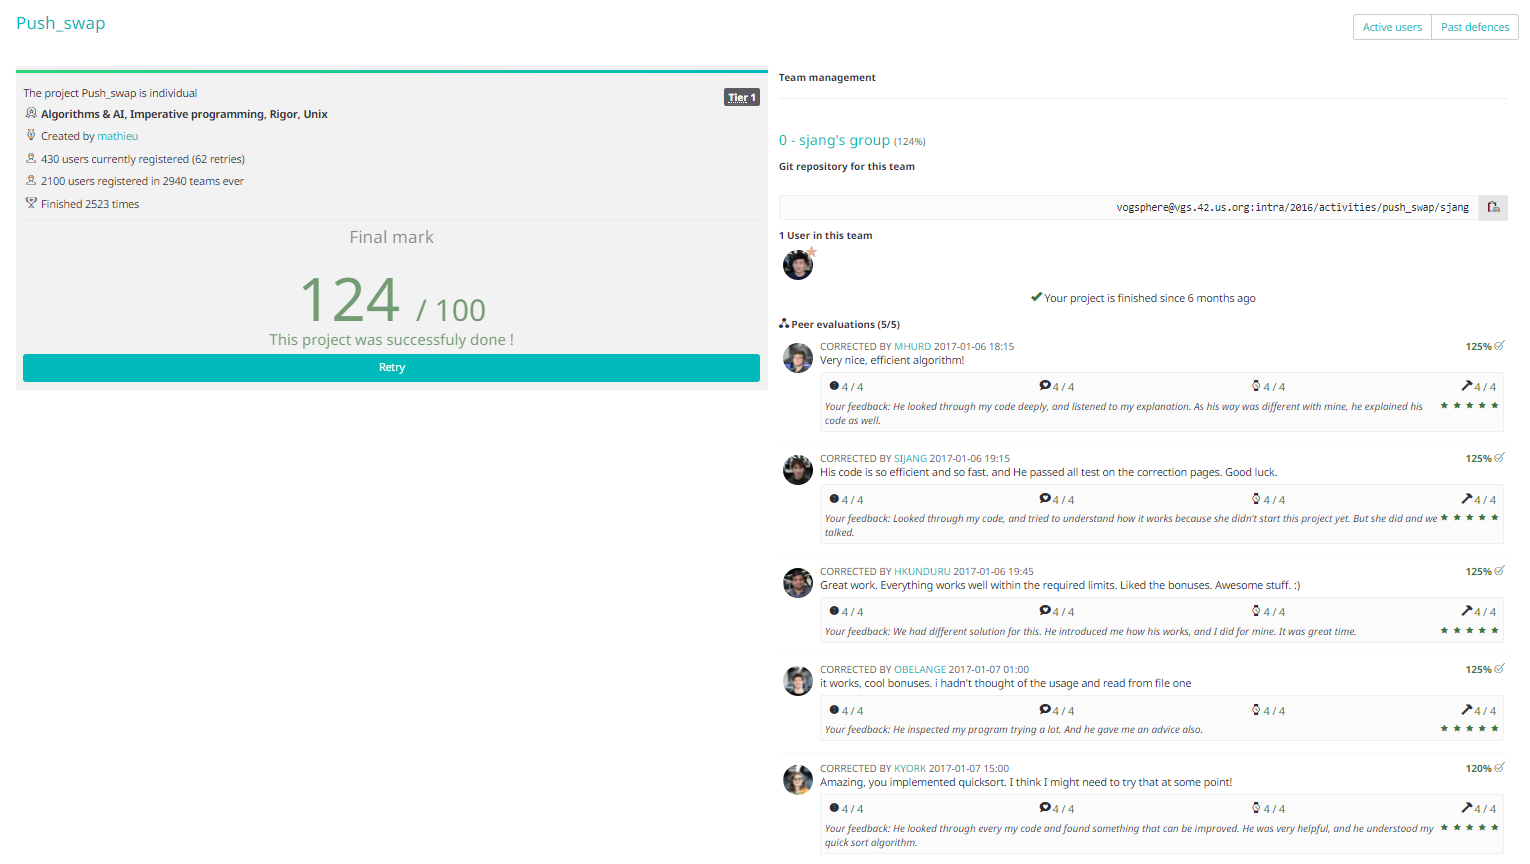 Push_swap
Active users
Past defences
The project Push_swap is individual
Tier 1
Algorithms & AI, Imperative programming, Rigor, Unix
Created by mathieu
430 users currently registered (62 retries)
2100 users registered in 2940 teams ever
Finished 2523 times
Final mark
124 / 100
This project was successfuly done !
Retry
Team management
0 - sjang's group (124%)
Git repository for this team
vogsphere@vgs.42.us.org:intra/2016/activities/push_swap/sjang
1 User in this team
Your project is finished since 6 months ago
Peer evaluations (5/5)
CORRECTED BY MHURD 2017-01-06 18:15
125%
Very nice, efficient algorithm!
4 / 4
4 / 4
4 / 4
4 / 4
Your feedback: He looked through my code deeply, and listened to my explanation. As his way was different with mine, he explained his
code as well.
CORRECTED BY SIJANG 2017-01-06 19:15
125%
His code is so efficient and so fast. and He passed all test on the correction pages. Good luck.
4 / 4
4 / 4
4 / 4
4 / 4
Your feedback: Looked through my code, and tried to understand how it works because she didn't start this project yet. But she did and we
talked.
CORRECTED BY HKUNDURU 2017-01-06 19:45
125%
Great work. Everything works well within the required limits. Liked the bonuses. Awesome stuff. :)
4 / 4
4 / 4
4 / 4
4 / 4
Your feedback: We had different solution for this. He introduced me how his works, and I did for mine. It was great time.
CORRECTED BY OBELANGE 2017-01-07 01:00
125%
it works, cool bonuses. i hadn't thought of the usage and read from file one
4 / 4
4 / 4
4 / 4
4 / 4
Your feedback: He inspected my program trying a lot. And he gave me an advice also.
CORRECTED BY KYORK 2017-01-07 15:00
120%
Amazing, you implemented quicksort. I think I might need to try that at some point!
4 / 4
4 / 4
4 / 4
4 / 4
Your feedback: He looked through every my code and found something that can be improved. He was very helpful, and he understood my
quick sort algorithm.